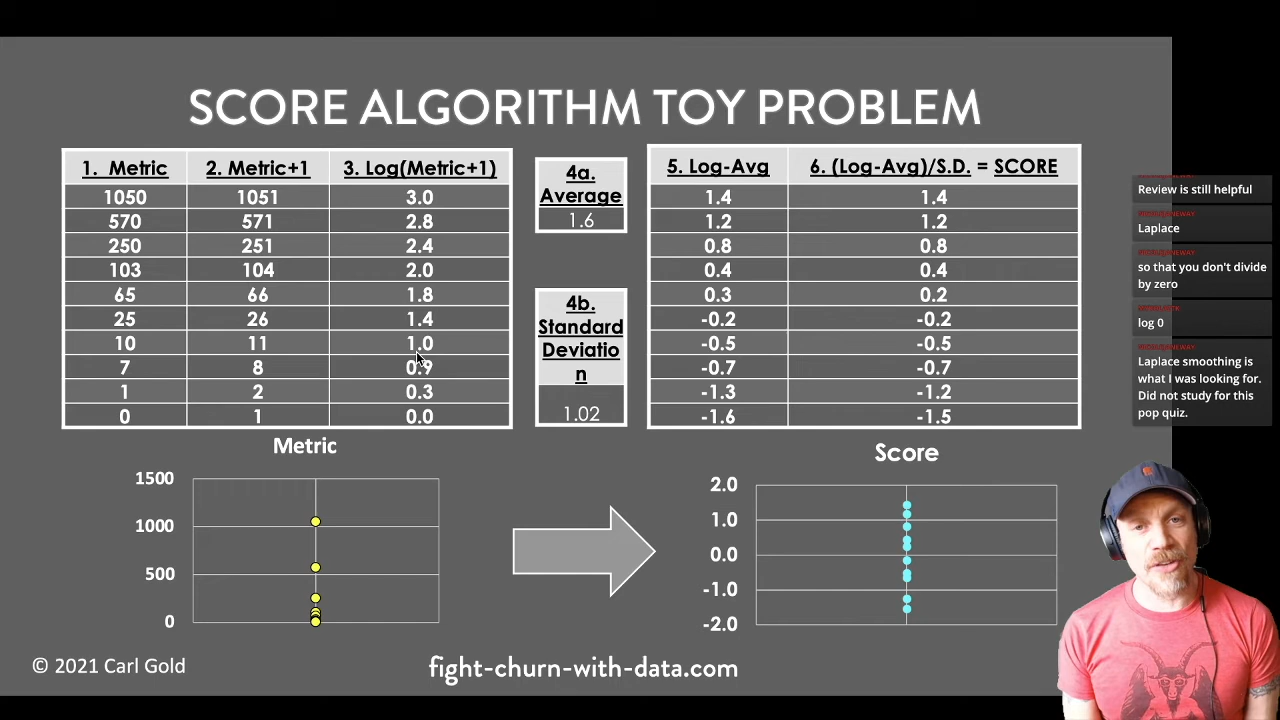 SCORE ALGORITHM TOY PROBLEM
1. Metric 2. Metric+1 3. Log(Metric+1)
1050 1051 3.0
570 571 2.8
250 251 2.4
103 104 2.0
65 66 1.8
25 26 1.4
10 11 1.0
7 8 0.9
1 2 0.3
0 1 0.0
4a.
Average
1.6
4b.
Standard
Deviatio
n
1.02
5. Log-Avg 6. (Log-Avg)/S.D. = SCORE
1.4 1.4
1.2 1.2
0.8 0.8
0.4 0.4
0.3 0.2
-0.2 -0.2
-0.5 -0.5
-0.7 -0.7
-1.3 -1.2
-1.6 -1.5
Metric
1500
1000
500
0
Score
2.0
1.0
0.0
-1.0
-2.0
© 2021 Carl Gold
fight-churn-with-data.com
Review is still helpful
Laplace
so that you don't divide
by zero
log 0
Laplace smoothing is
what I was looking for.
Did not study for this
pop quiz.